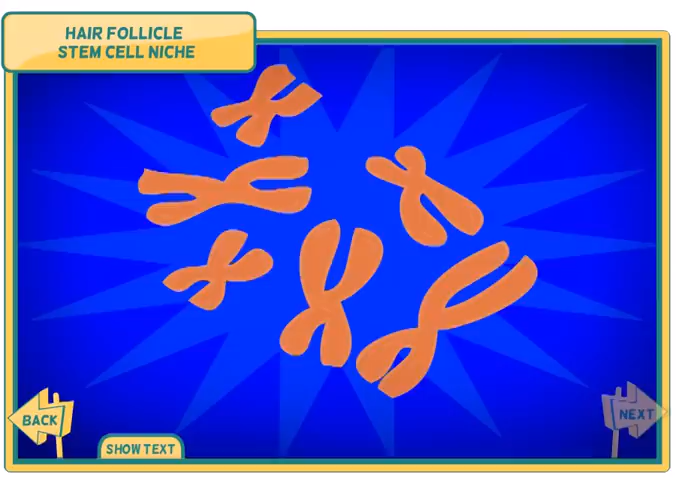 HAIR FOLLICLE
STEM CELL NICHE
BACK
NEXT
SHOW TEXT